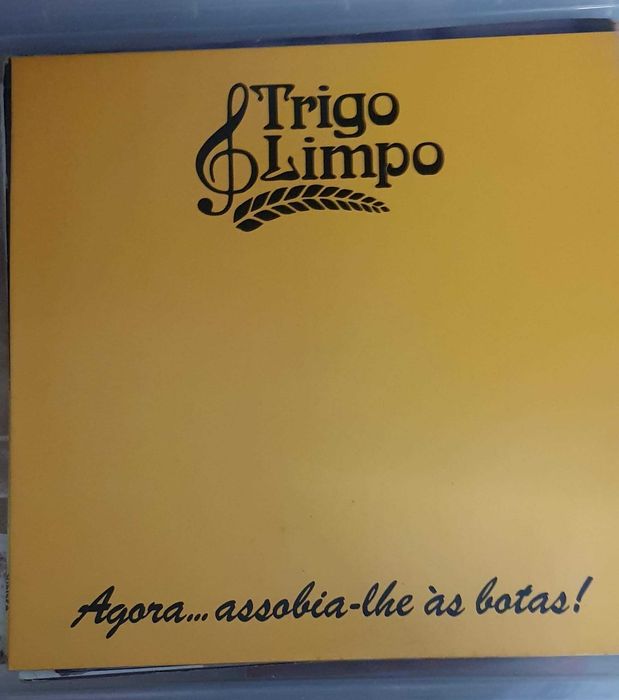 Trigo
Limpo
Agora... assobia-lhe às botas!